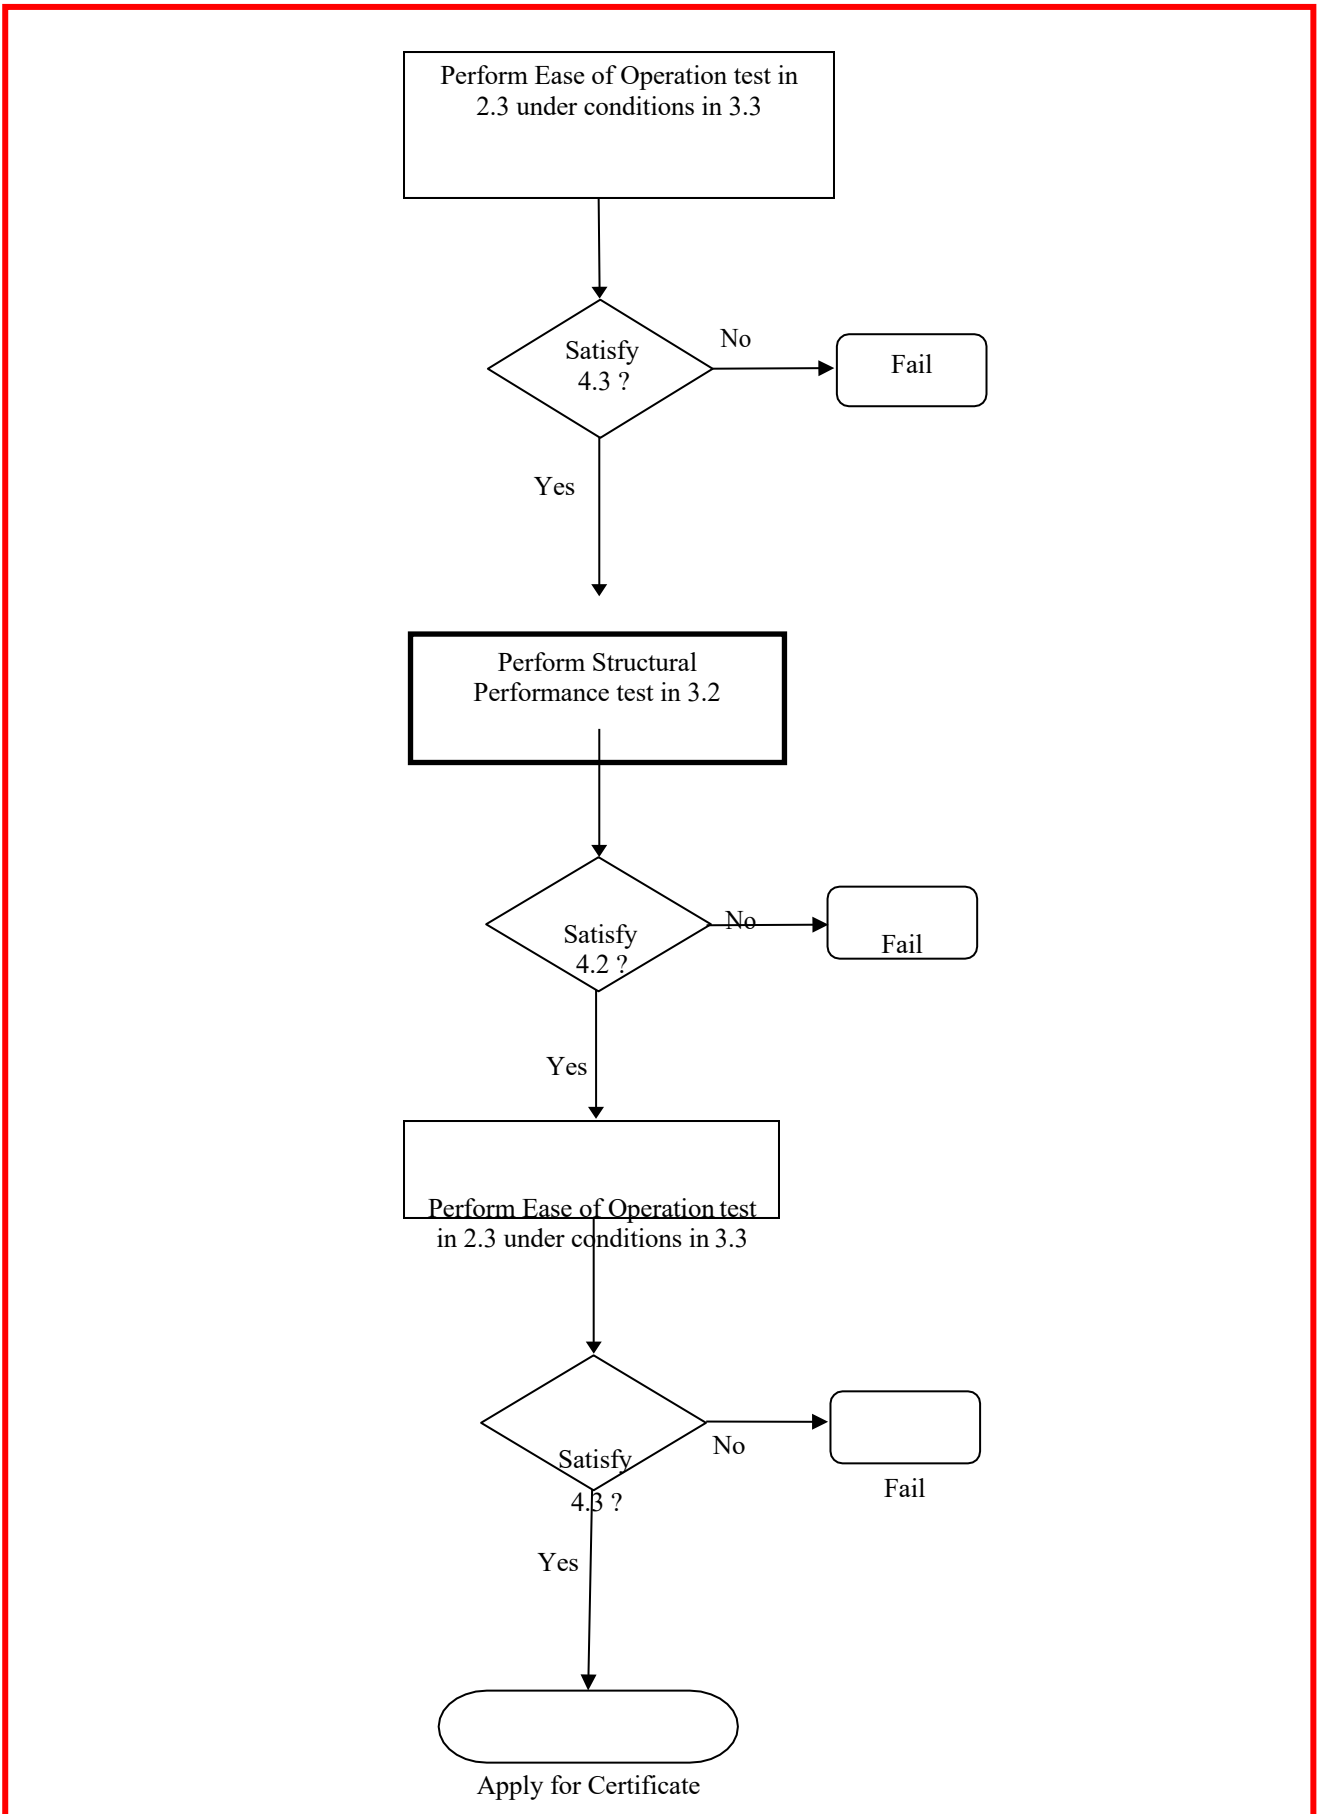 Perform Ease of Operation test in
2.3 under conditions in 3.3
Satisfy
4.3 ?
No
Fail
Yes
Perform Structural
Performance test in 3.2
Satisfy
4.2 ?
No
Fail
Yes
Perform Ease of Operation test
in 2.3 under conditions in 3.3
Satisfy
4.3 ?
No
Fail
Yes
Apply for Certificate